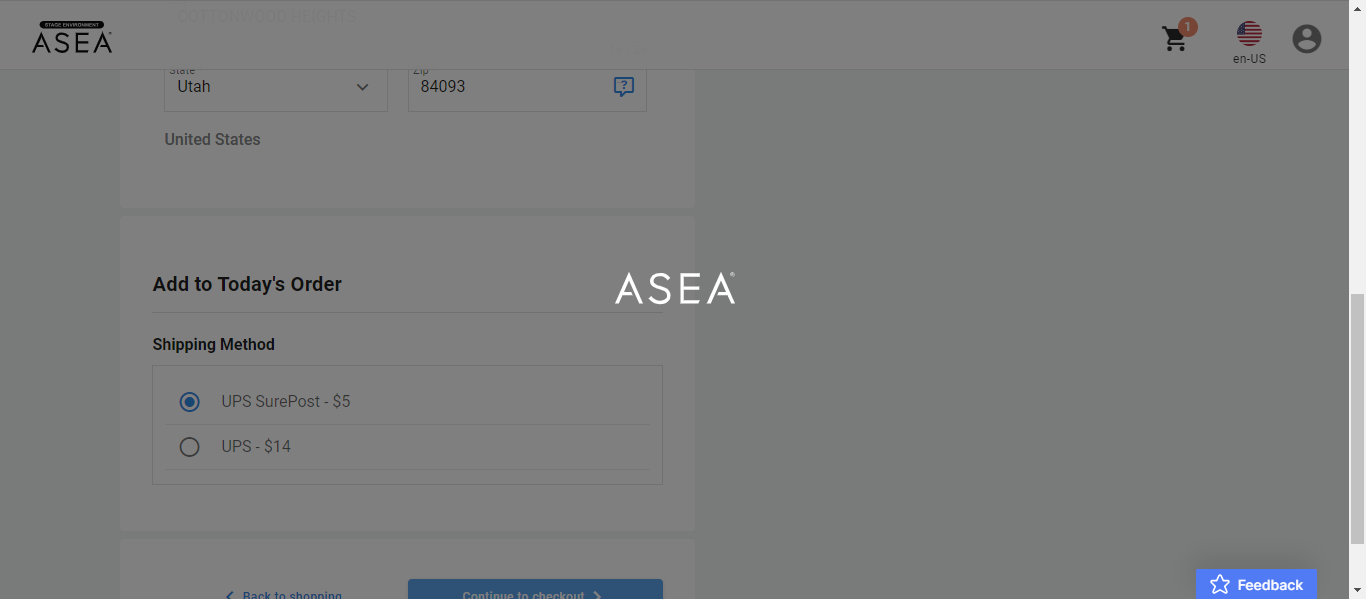 COTTONWOOD HEIGHTS
STAGE ENVIRONMENT
ASEA
1
en-US
State
Utah
Zip
84093
?
United States
Add to Today's Order
ASEA®
Shipping Method
UPS SurePost - $5
UPS - $14
Back to shopping
Continue to checkout
Feedback